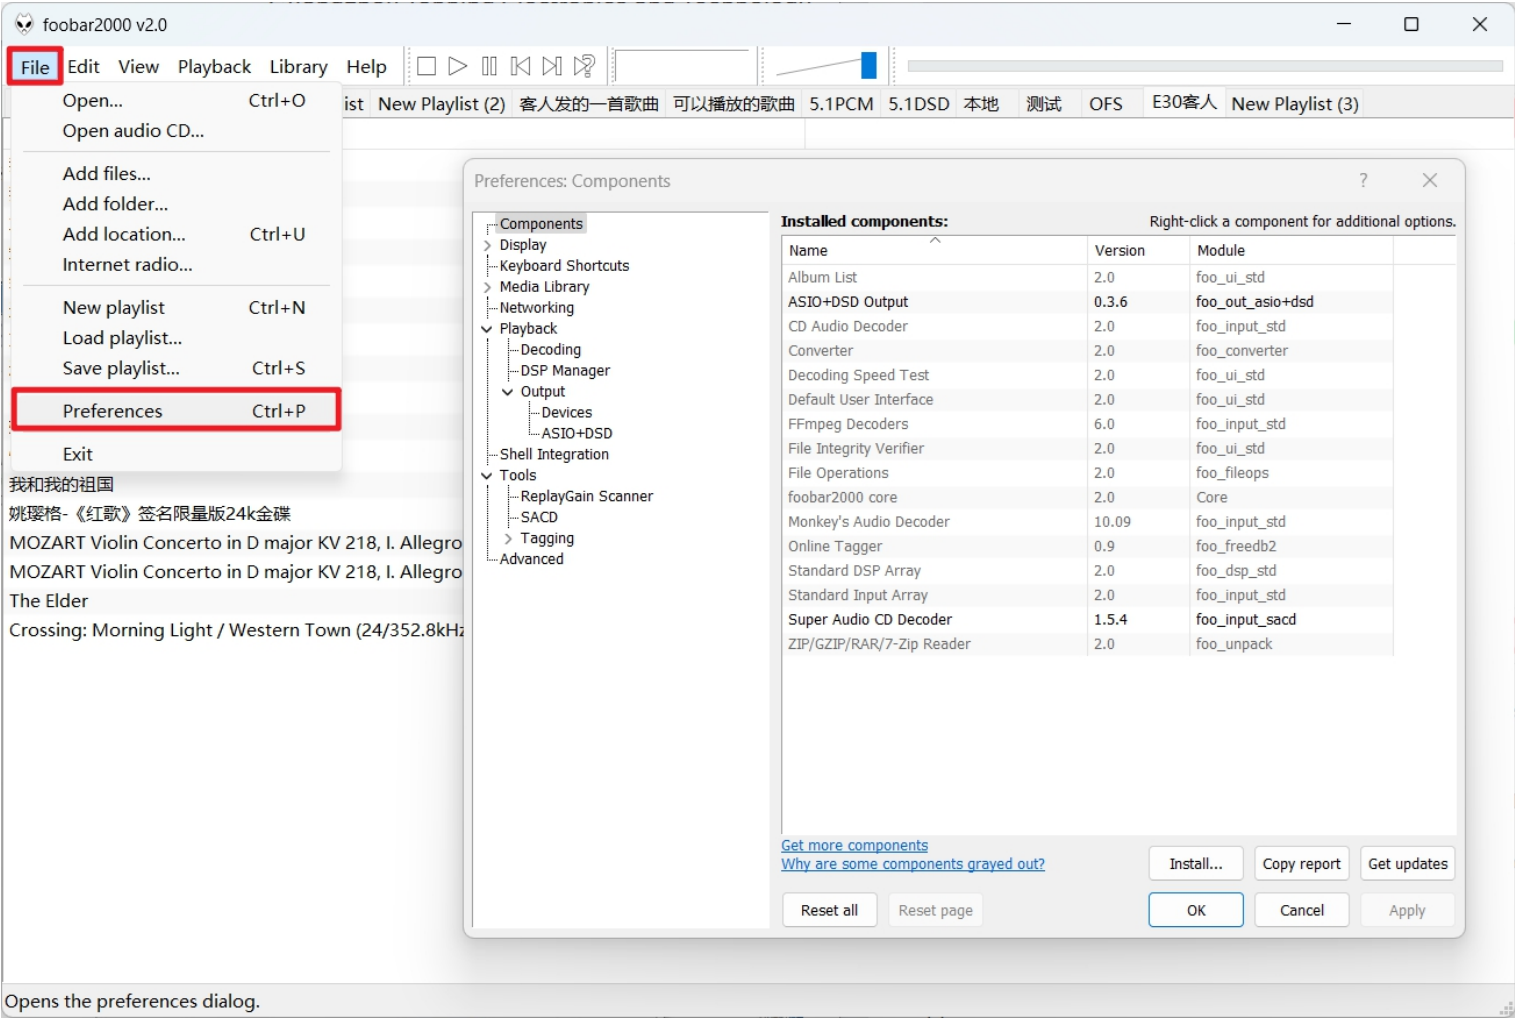 foobar2000 v2.0
File Edit View Playback Library Help
ist New Playlist (2) 客人发的一首歌曲 可以播放的歌曲 5.1PCM 5.1DSD 本地 测试 OFS E30客人 New Playlist (3)
Open... Ctrl+O
Open audio CD...
Add files...
Add folder...
Add location... Ctrl+U
Internet radio...
New playlist Ctrl+N
Load playlist...
Save playlist... Ctrl+S
Preferences Ctrl+P
Exit
我和我的祖国
姚璎格-《红歌》签名限量版24k金碟
MOZART Violin Concerto in D major KV 218, I. Allegro
MOZART Violin Concerto in D major KV 218, I. Allegro
The Elder
Crossing: Morning Light / Western Town (24/352.8kHz
Preferences: Components
Components
Display
Keyboard Shortcuts
Media Library
Networking
Playback
Decoding
DSP Manager
Output
Devices
ASIO+DSD
Shell Integration
Tools
ReplayGain Scanner
SACD
Tagging
Advanced
Installed components: Right-click a component for additional options.
Name Version Module
Album List 2.0 foo_ui_std
ASIO+DSD Output 0.3.6 foo_out_asio+dsd
CD Audio Decoder 2.0 foo_input_std
Converter 2.0 foo_converter
Decoding Speed Test 2.0 foo_ui_std
Default User Interface 2.0 foo_ui_std
FFmpeg Decoders 6.0 foo_input_std
File Integrity Verifier 2.0 foo_ui_std
File Operations 2.0 foo_fileops
foobar2000 core 2.0 Core
Monkey's Audio Decoder 10.09 foo_input_std
Online Tagger 0.9 foo_freedb2
Standard DSP Array 2.0 foo_dsp_std
Standard Input Array 2.0 foo_input_std
Super Audio CD Decoder 1.5.4 foo_input_sacd
ZIP/GZIP/RAR/7-Zip Reader 2.0 foo_unpack
Get more components
Why are some components grayed out?
Install... Copy report Get updates
Reset all Reset page OK Cancel Apply
Opens the preferences dialog.